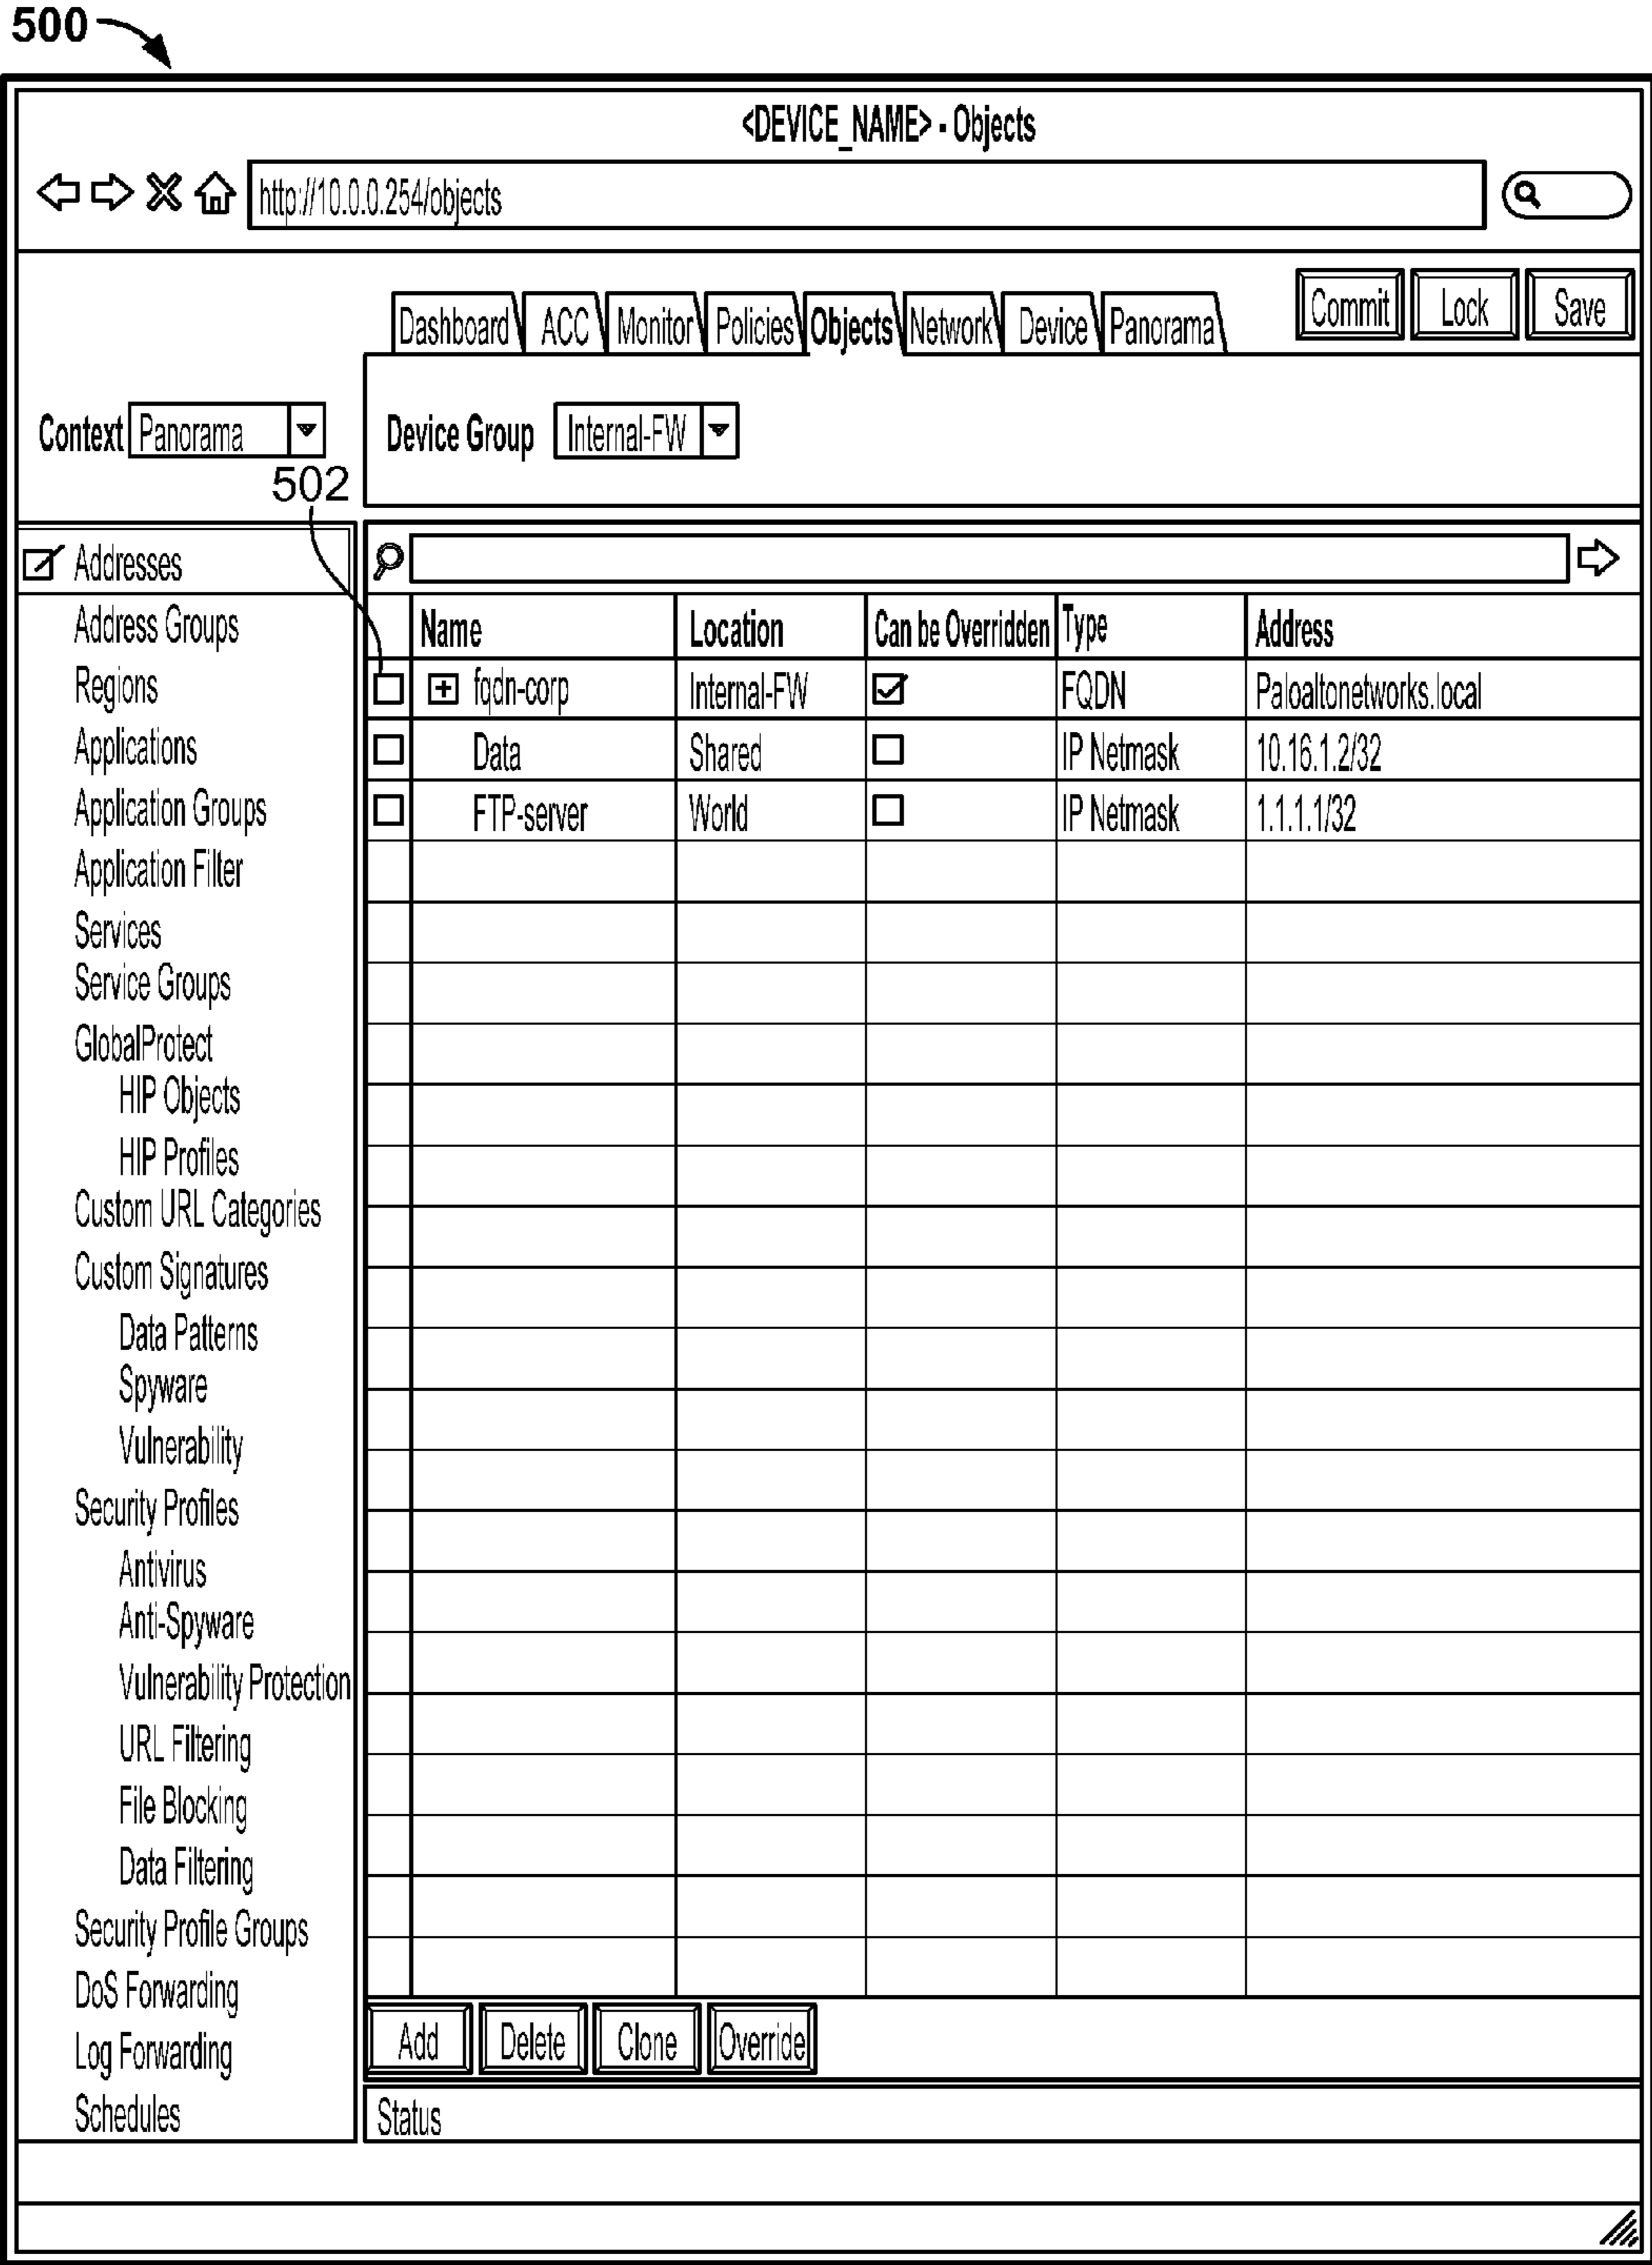 500
<DEVICE_NAME> - Objects
http://10.0.0.254/objects
Dashboard ACC Monitor Policies Objects Network Device Panorama Commit Lock Save
Context Panorama Device Group Internal-FW
502
Addresses
Address Groups
Regions
Applications
Application Groups
Application Filter
Services
Service Groups
GlobalProtect
HIP Objects
HIP Profiles
Custom URL Categories
Custom Signatures
Data Patterns
Spyware
Vulnerability
Security Profiles
Antivirus
Anti-Spyware
Vulnerability Protection
URL Filtering
File Blocking
Data Filtering
Security Profile Groups
DoS Forwarding
Log Forwarding
Schedules
Name Location Can be Overridden Type Address
fqdn-corp Internal-FW FQDN Paloaltonetworks.local
Data Shared IP Netmask 10.16.1.2/32
FTP-server World IP Netmask 1.1.1.1/32
Add Delete Clone Override
Status